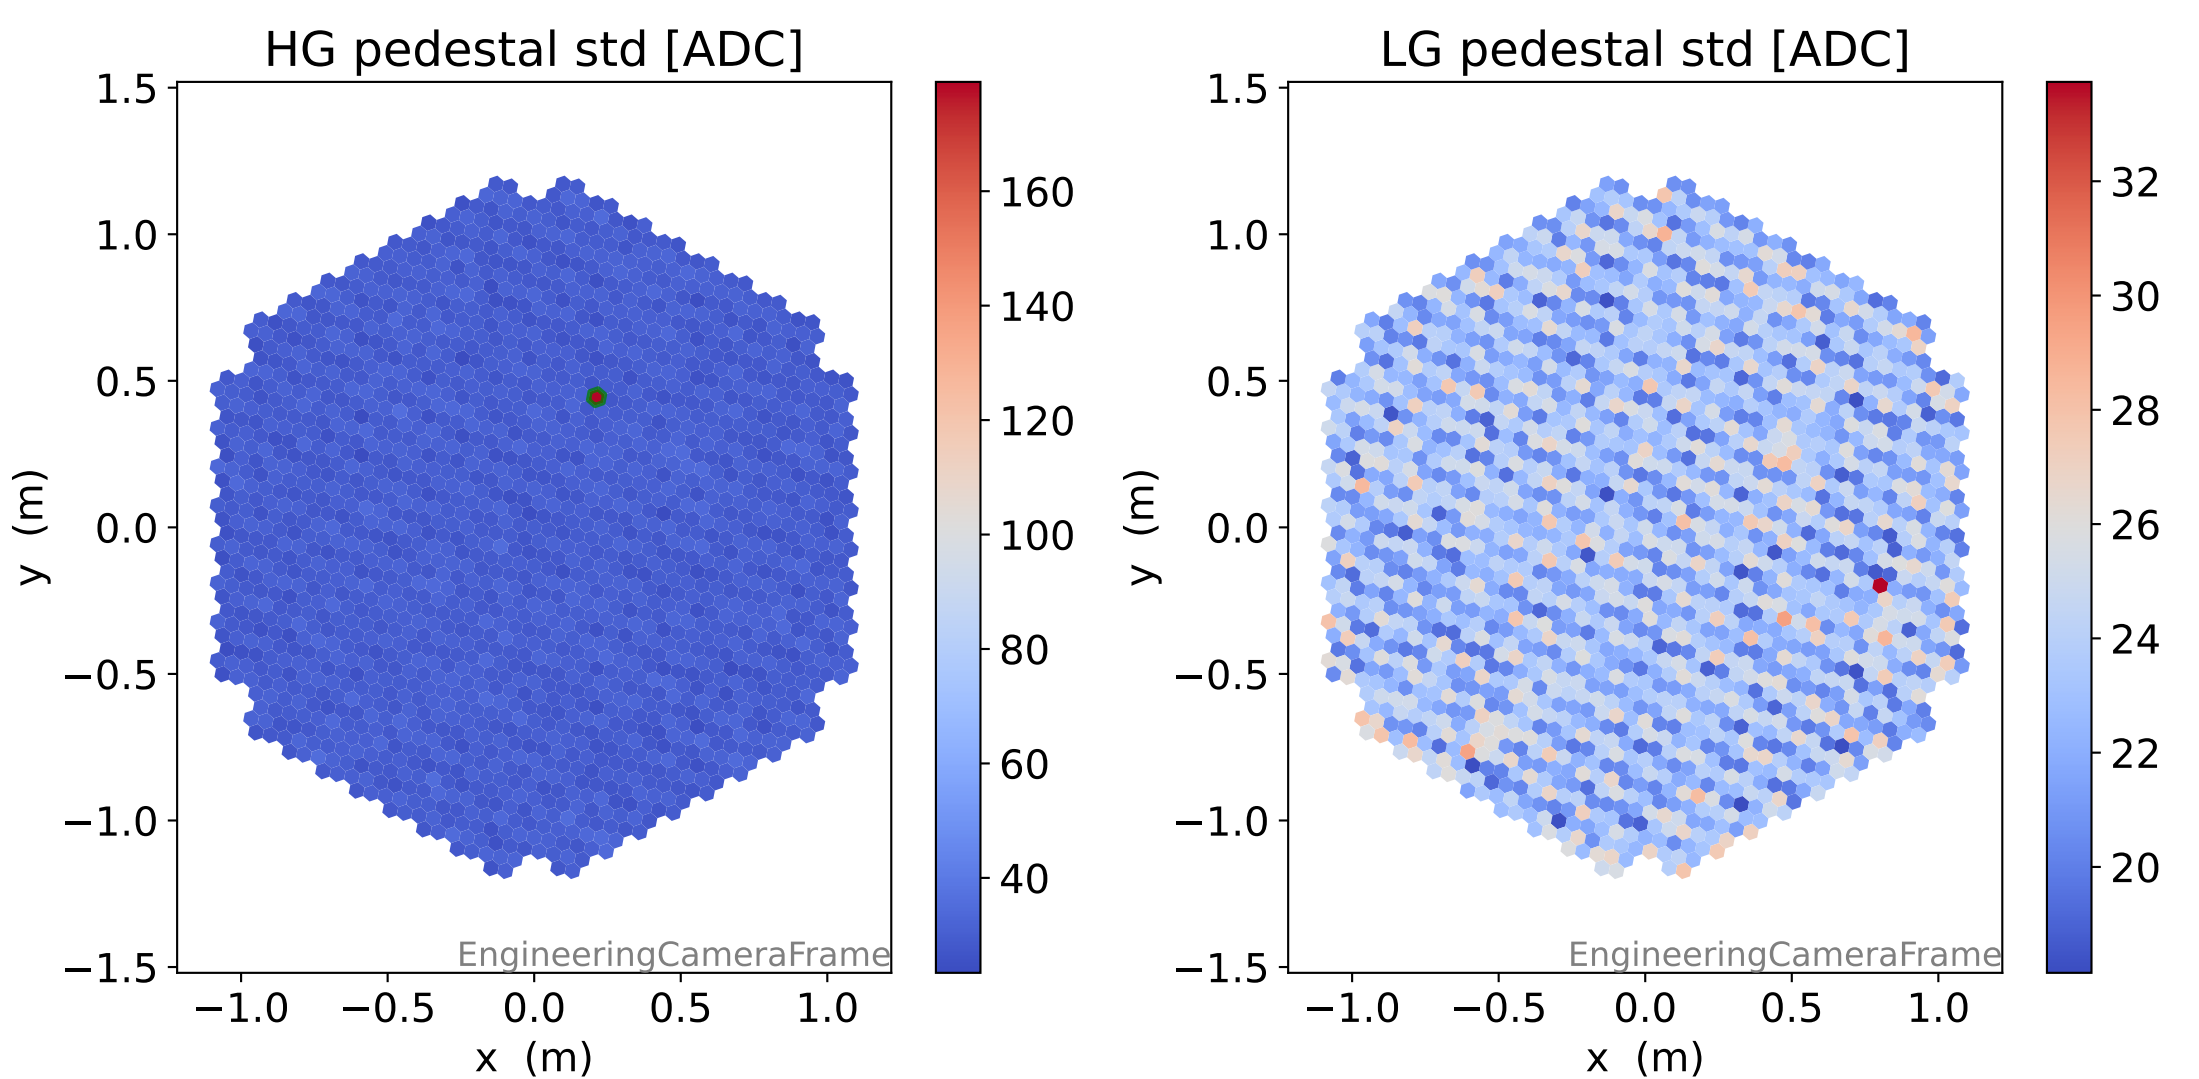 HG pedestal std [ADC]
1.5
1.0
0.5
0.0
−0.5
−1.0
−1.5
y (m)
−1.0 −0.5 0.0 0.5 1.0
x (m)
EngineeringCameraFrame
160
140
120
100
80
60
40
LG pedestal std [ADC]
1.5
1.0
0.5
0.0
−0.5
−1.0
−1.5
y (m)
−1.0 −0.5 0.0 0.5 1.0
x (m)
EngineeringCameraFrame
32
30
28
26
24
22
20